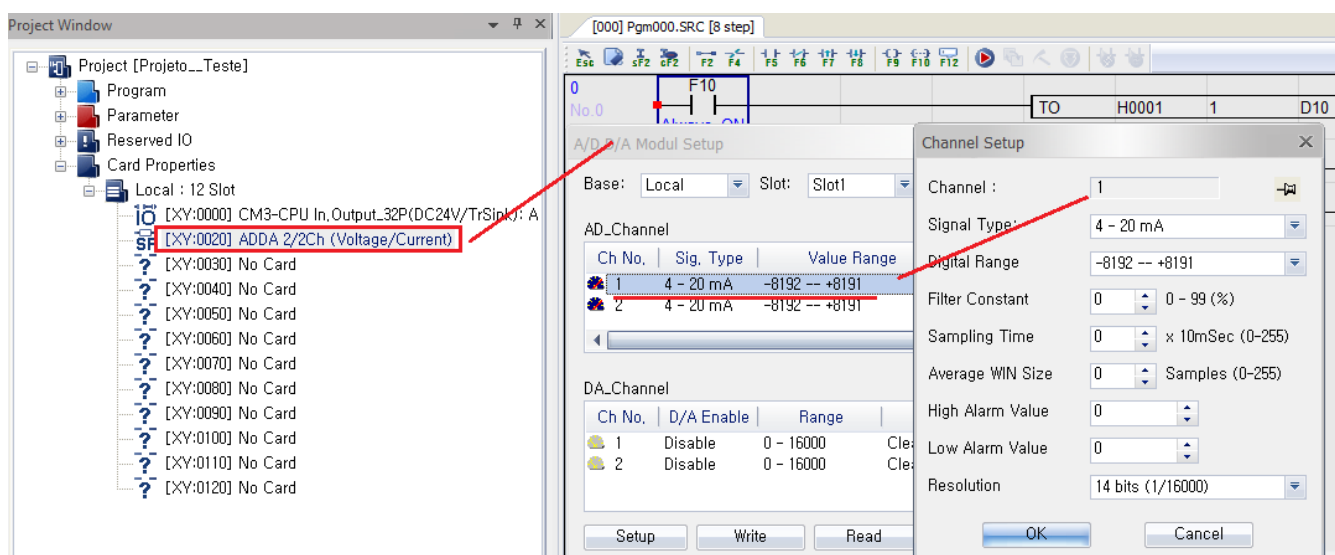 Project Window
Project [Projeto__Teste]
Program
Parameter
Reserved IO
Card Properties
Local : 12 Slot
[XY:0000] CM3-CPU In,Output_32P(DC24V/TrSink): A
[XY:0020] ADDA 2/2Ch (Voltage/Current)
[XY:0030] No Card
[XY:0040] No Card
[XY:0050] No Card
[XY:0060] No Card
[XY:0070] No Card
[XY:0080] No Card
[XY:0090] No Card
[XY:0100] No Card
[XY:0110] No Card
[XY:0120] No Card
[000] Pgm000.SRC [8 step]
Esc sF2 cF2 F2 F4 F5 F6 F7 F8 F9 F10 F12
0 F10
No.0 TO H0001 1 D10
Always_ON
A/D,D/A Modul Setup
Base: Local Slot: Slot1
AD_Channel
Ch No, Sig, Type Value Range
1 4 - 20 mA -8192 -- +8191
2 4 - 20 mA -8192 -- +8191
DA_Channel
Ch No, D/A Enable Range
1 Disable 0 - 16000 Cle
2 Disable 0 - 16000 Cle
Setup Write Read
Channel Setup
Channel : 1
Signal Type: 4 - 20 mA
Digital Range -8192 -- +8191
Filter Constant 0 0 - 99 (%)
Sampling Time 0 x 10mSec (0-255)
Average WIN Size 0 Samples (0-255)
High Alarm Value 0
Low Alarm Value 0
Resolution 14 bits (1/16000)
OK Cancel